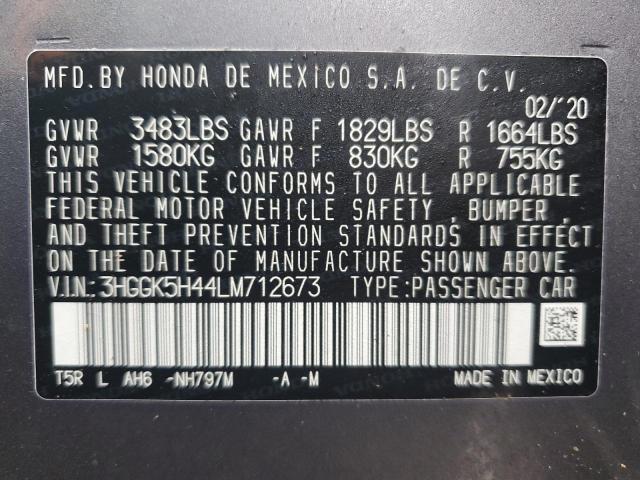 MFD. BY HONDA DE MEXICO S.A. DE C.V.
02/'20
GVWR 3483LBS GAWR F 1829LBS R 1664LBS
GVWR 1580KG GAWR F 830KG R 755KG
THIS VEHICLE CONFORMS TO ALL APPLICABLE
FEDERAL MOTOR VEHICLE SAFETY , BUMPER ,
AND THEFT PREVENTION STANDARDS IN EFFECT
ON THE DATE OF MANUFACTURE SHOWN ABOVE.
V.I.N.:3HGGK5H44LM712673 TYPE:PASSENGER CAR
T5R L AH6 -NH797M -A -M MADE IN MEXICO